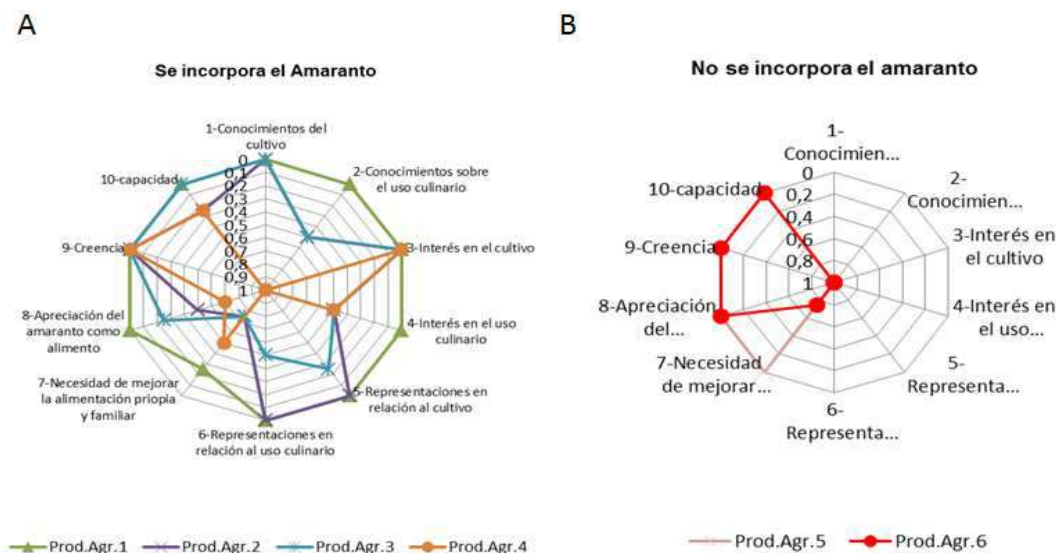 A
B
Se incorpora el Amaranto
1-Conocimientos del
cultivo
2-Conocimientos sobre
el uso culinario
3-Interés en el cultivo
4-Interés en el uso
culinario
5-Representaciones en
relación al cultivo
6-Representaciones en
relación al uso culinario
7-Necesidad de mejorar
la alimentación priopia
y familiar
8-Apreciación del
amaranto como
alimento
9-Creencia
10-capacidad
0
0,1
0,2
0,3
0,4
0,5
0,6
0,7
0,8
0,9
1
Prod.Agr.1 Prod.Agr.2 Prod.Agr.3 Prod.Agr.4
No se incorpora el amaranto
1-
Conocimien...
2-
Conocimien...
3-Interés en
el cultivo
4-Interés en
el uso...
5-
Representa...
6-
Representa...
7-Necesidad
de mejorar...
8-Apreciación
del...
9-Creencia
10-capacidad
0
0,2
0,4
0,6
0,8
1
Prod.Agr.5 Prod.Agr.6